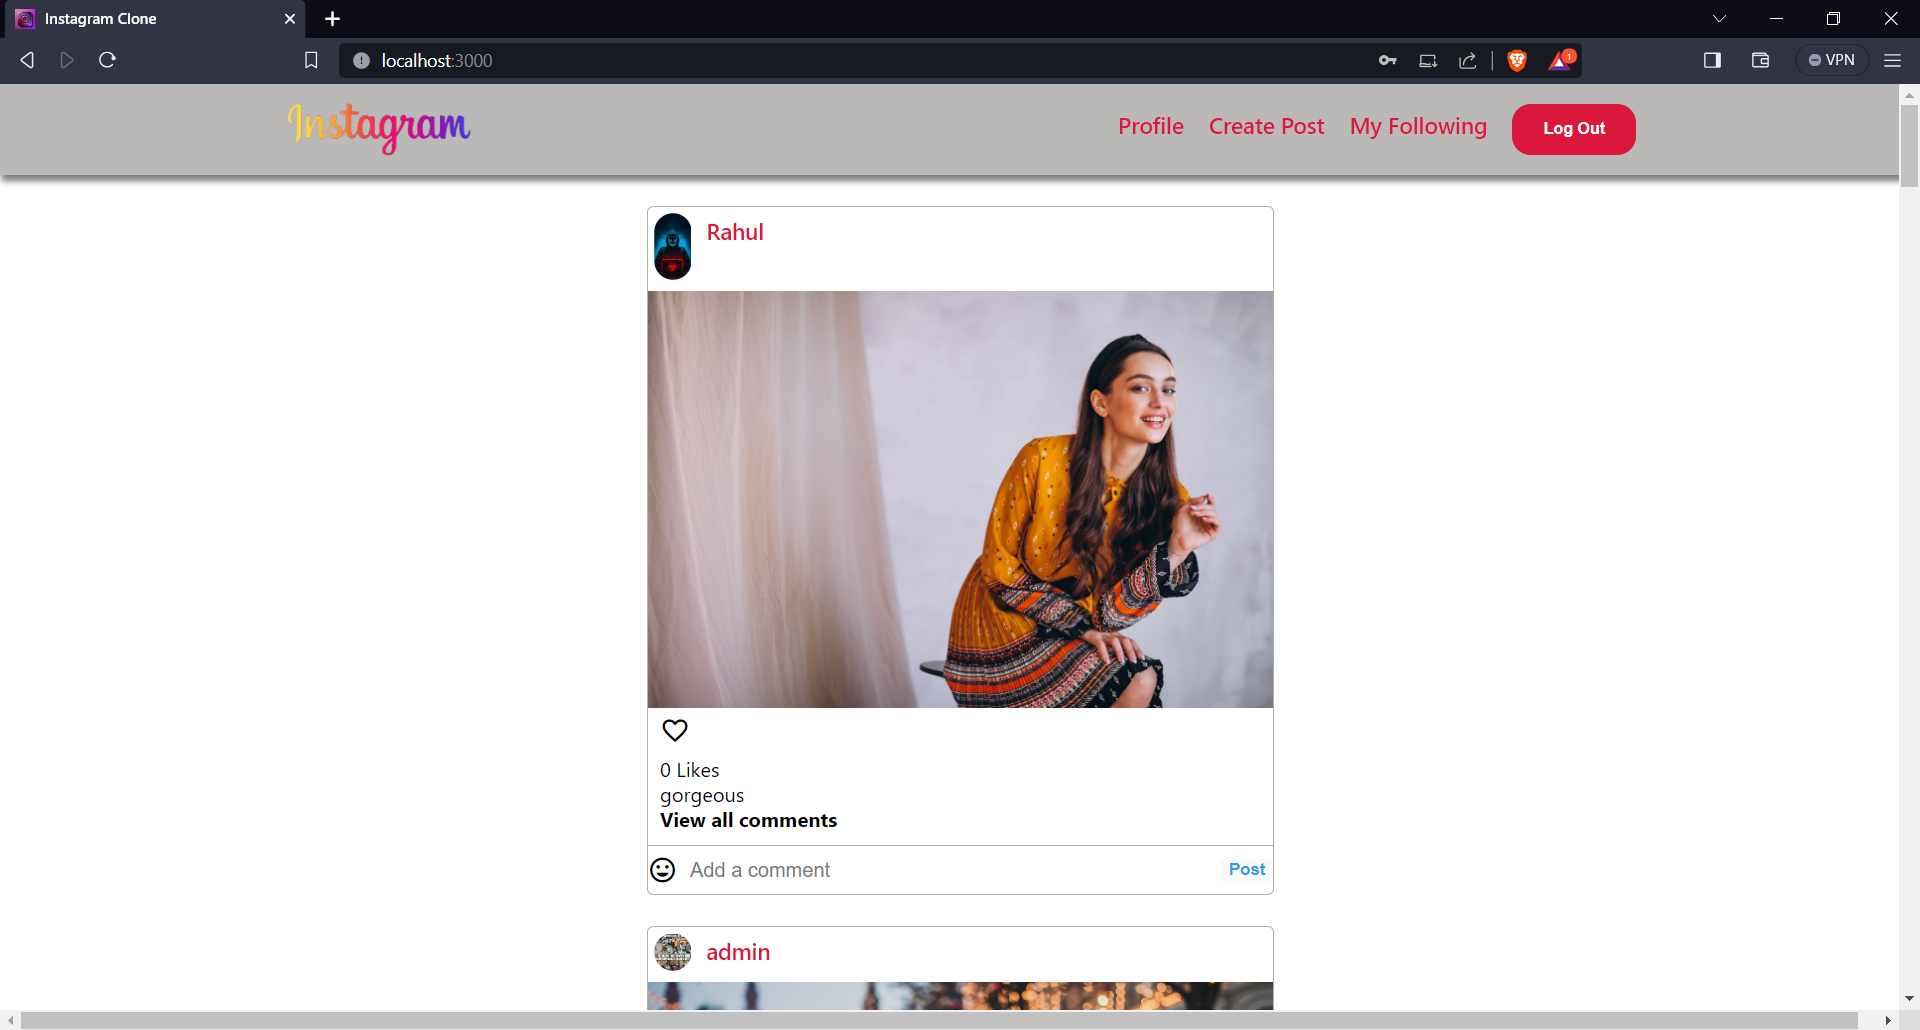 Instagram Clone
localhost:3000
1
VPN
Instagram
Profile Create Post My Following Log Out
Rahul
0 Likes
gorgeous
View all comments
Add a comment Post
admin